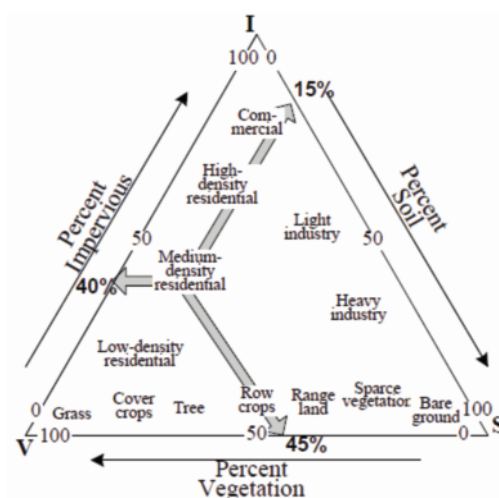 I
100 0
15%
Com-
mercial
High-
density
residential
Percent
Impervious
Percent
Soil
Light
industry
50
50
Medium-
density
residential
40%
Heavy
industry
Low-density
residential
0
Grass
Cover
crops
Tree
Row
crops
Range
land
Sparce
vegetation
Bare
ground
100
V
100
50
45%
0
S
Percent
Vegetation